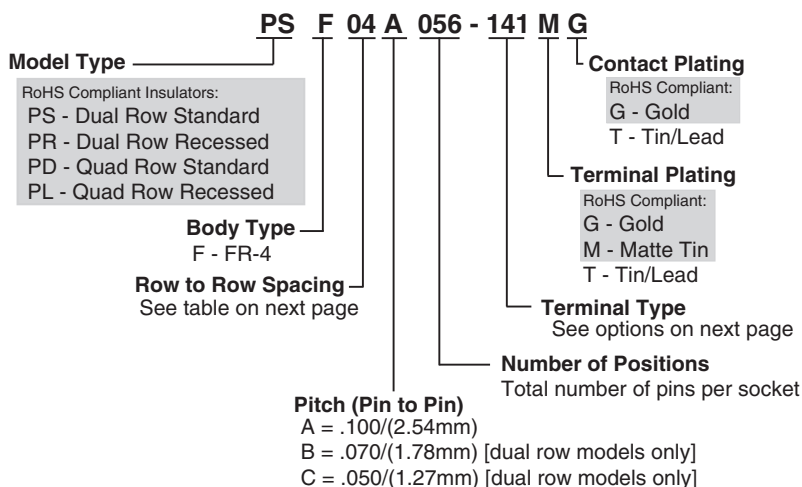 PS F 04 A 056 - 141 M G
Model Type
RoHS Compliant Insulators:
PS - Dual Row Standard
PR - Dual Row Recessed
PD - Quad Row Standard
PL - Quad Row Recessed
Body Type
F - FR-4
Row to Row Spacing
See table on next page
Pitch (Pin to Pin)
A = .100/(2.54mm)
B = .070/(1.78mm) [dual row models only]
C = .050/(1.27mm) [dual row models only]
Contact Plating
RoHS Compliant:
G - Gold
T - Tin/Lead
Terminal Plating
RoHS Compliant:
G - Gold
M - Matte Tin
T - Tin/Lead
Terminal Type
See options on next page
Number of Positions
Total number of pins per socket